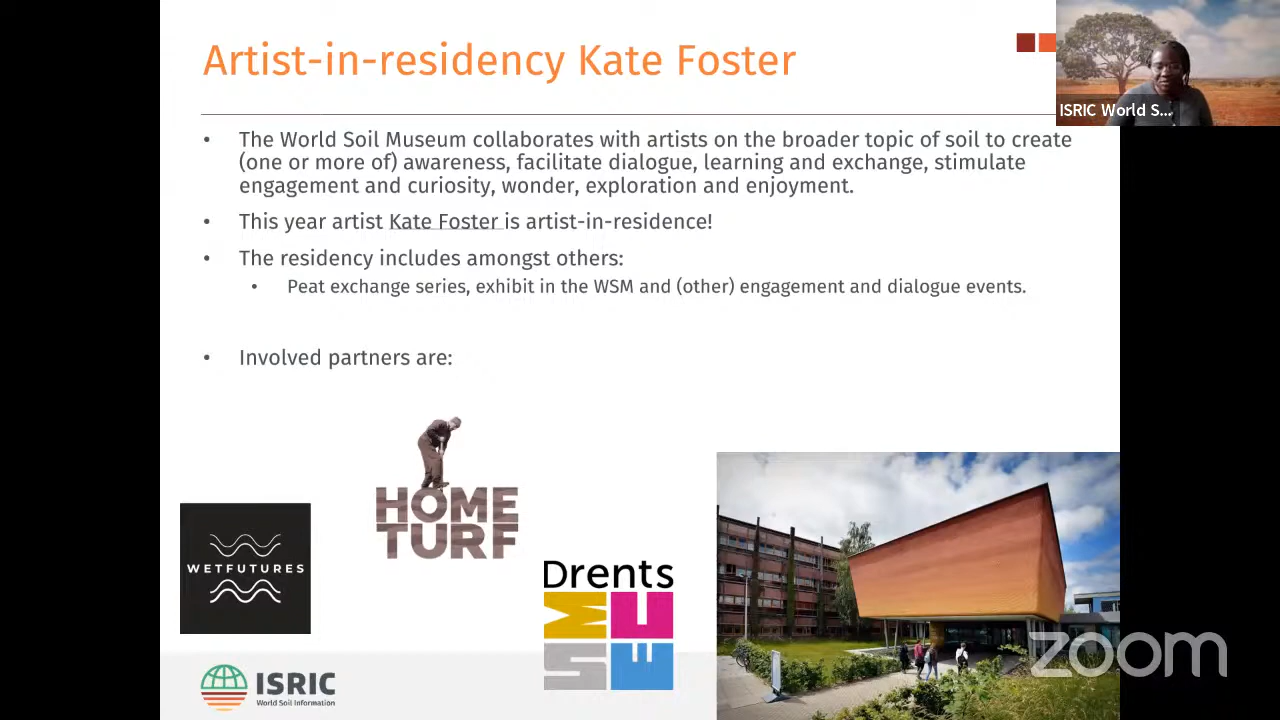 Artist-in-residency Kate Foster
ISRIC World S...
• The World Soil Museum collaborates with artists on the broader topic of soil to create
(one or more of) awareness, facilitate dialogue, learning and exchange, stimulate
engagement and curiosity, wonder, exploration and enjoyment.
• This year artist Kate Foster is artist-in-residence!
• The residency includes amongst others:
• Peat exchange series, exhibit in the WSM and (other) engagement and dialogue events.
• Involved partners are:
HOME
TURF
WETFUTURES
Drents
ISRIC
World Soil Information
zoom